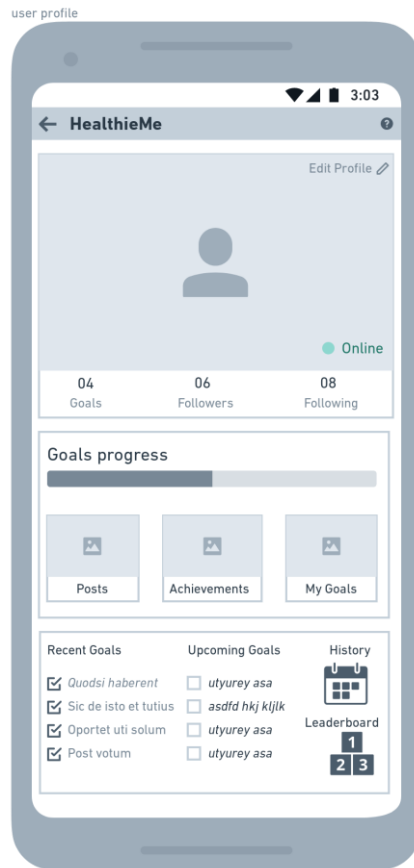 user profile
3:03
HealthieMe
?
Edit Profile
Online
04 06 08
Goals Followers Following
Goals progress
Posts Achievements My Goals
Recent Goals Upcoming Goals History
Quodsi haberent utyurey asa
Sic de isto et tutius asdfd hkj kljlk
Oportet uti solum utyurey asa
Leaderboard
Post votum utyurey asa
1
2 3